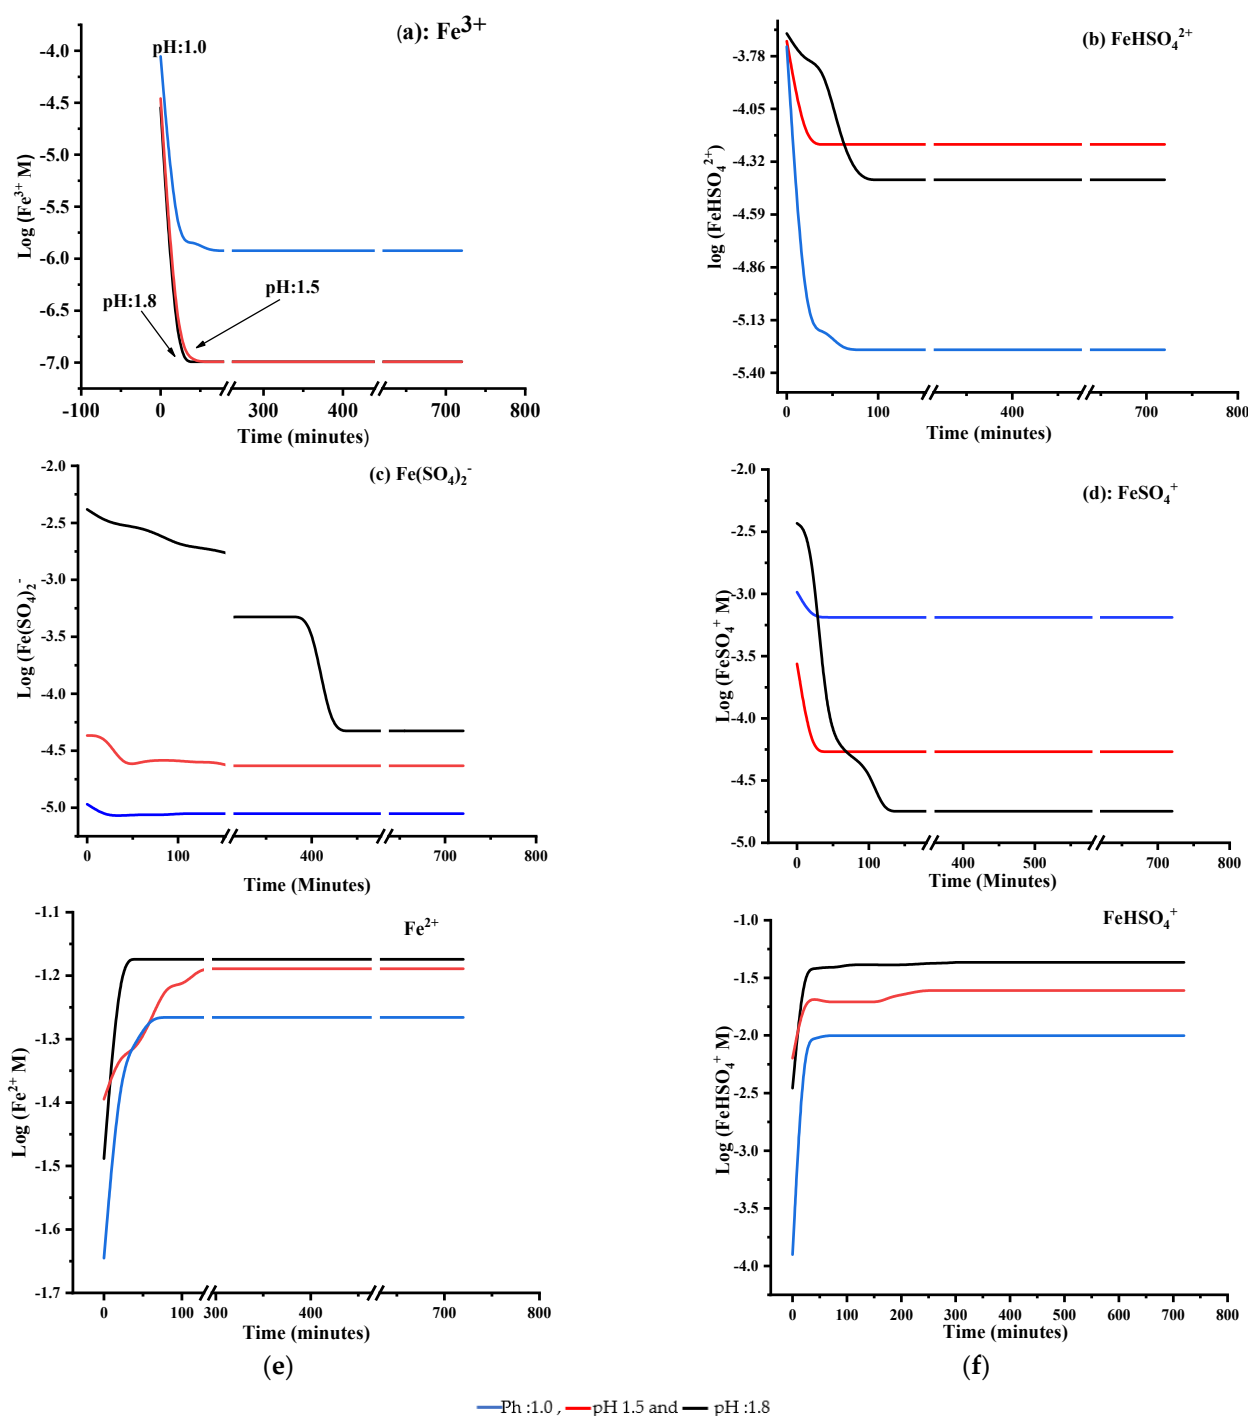 (a): Fe³⁺
pH:1.0
pH:1.8
pH:1.5
Log (Fe³⁺ M)
-4.0
-4.5
-5.0
-5.5
-6.0
-6.5
-7.0
-100 0 300 400 700 800
Time (minutes)
(b) FeHSO₄²⁺
log (FeHSO₄²⁺)
-3.78
-4.05
-4.32
-4.59
-4.86
-5.13
-5.40
0 100 400 700 800
Time (minutes)
(c) Fe(SO₄)₂⁻
Log (Fe(SO₄)₂⁻
-2.0
-2.5
-3.0
-3.5
-4.0
-4.5
-5.0
0 100 400 700 800
Time (Minutes)
(d): FeSO₄⁺
Log (FeSO₄⁺ M)
-2.0
-2.5
-3.0
-3.5
-4.0
-4.5
-5.0
0 100 400 500 700 800
Time (Minutes)
Fe²⁺
Log (Fe²⁺ M)
-1.1
-1.2
-1.3
-1.4
-1.5
-1.6
-1.7
0 100 300 400 700 800
Time (minutes)
(e)
FeHSO₄⁺
Log (FeHSO₄⁺ M)
-1.0
-1.5
-2.0
-2.5
-3.0
-3.5
-4.0
0 100 200 300 400 500 600 700 800
Time (minutes)
(f)
Ph :1.0 , pH 1.5 and pH :1.8